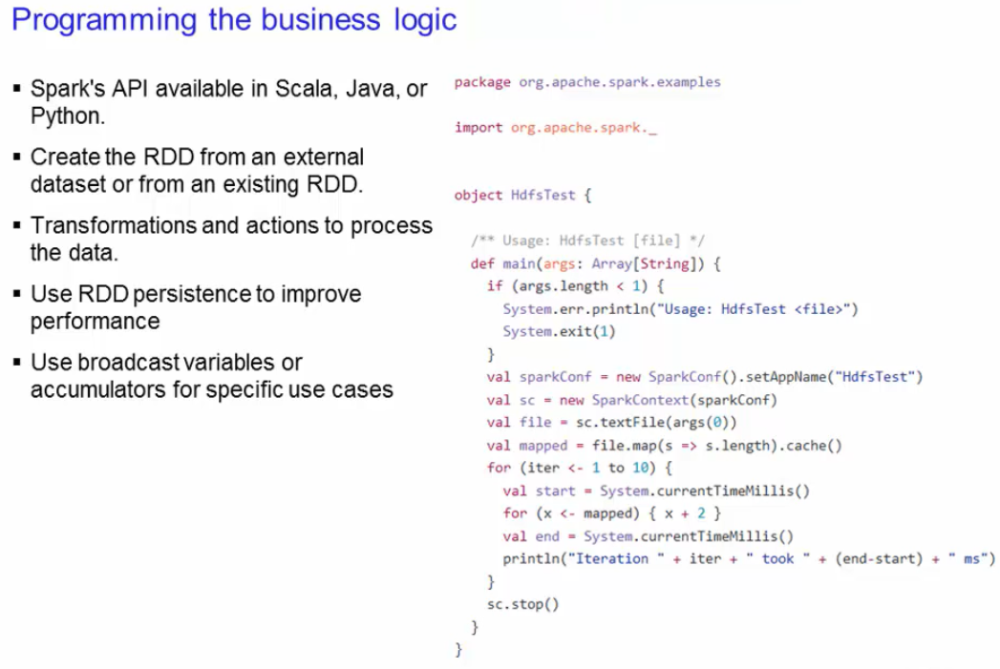 Programming the business logic
▪ Spark's API available in Scala, Java, or
Python.
▪ Create the RDD from an external
dataset or from an existing RDD.
▪ Transformations and actions to process
the data.
▪ Use RDD persistence to improve
performance
▪ Use broadcast variables or
accumulators for specific use cases
package org.apache.spark.examples
import org.apache.spark._
object HdfsTest {
  /** Usage: HdfsTest [file] */
  def main(args: Array[String]) {
    if (args.length < 1) {
      System.err.println("Usage: HdfsTest <file>")
      System.exit(1)
    }
    val sparkConf = new SparkConf().setAppName("HdfsTest")
    val sc = new SparkContext(sparkConf)
    val file = sc.textFile(args(0))
    val mapped = file.map(s => s.length).cache()
    for (iter <- 1 to 10) {
      val start = System.currentTimeMillis()
      for (x <- mapped) { x + 2 }
      val end = System.currentTimeMillis()
      println("Iteration " + iter + " took " + (end-start) + " ms")
    }
    sc.stop()
  }
}